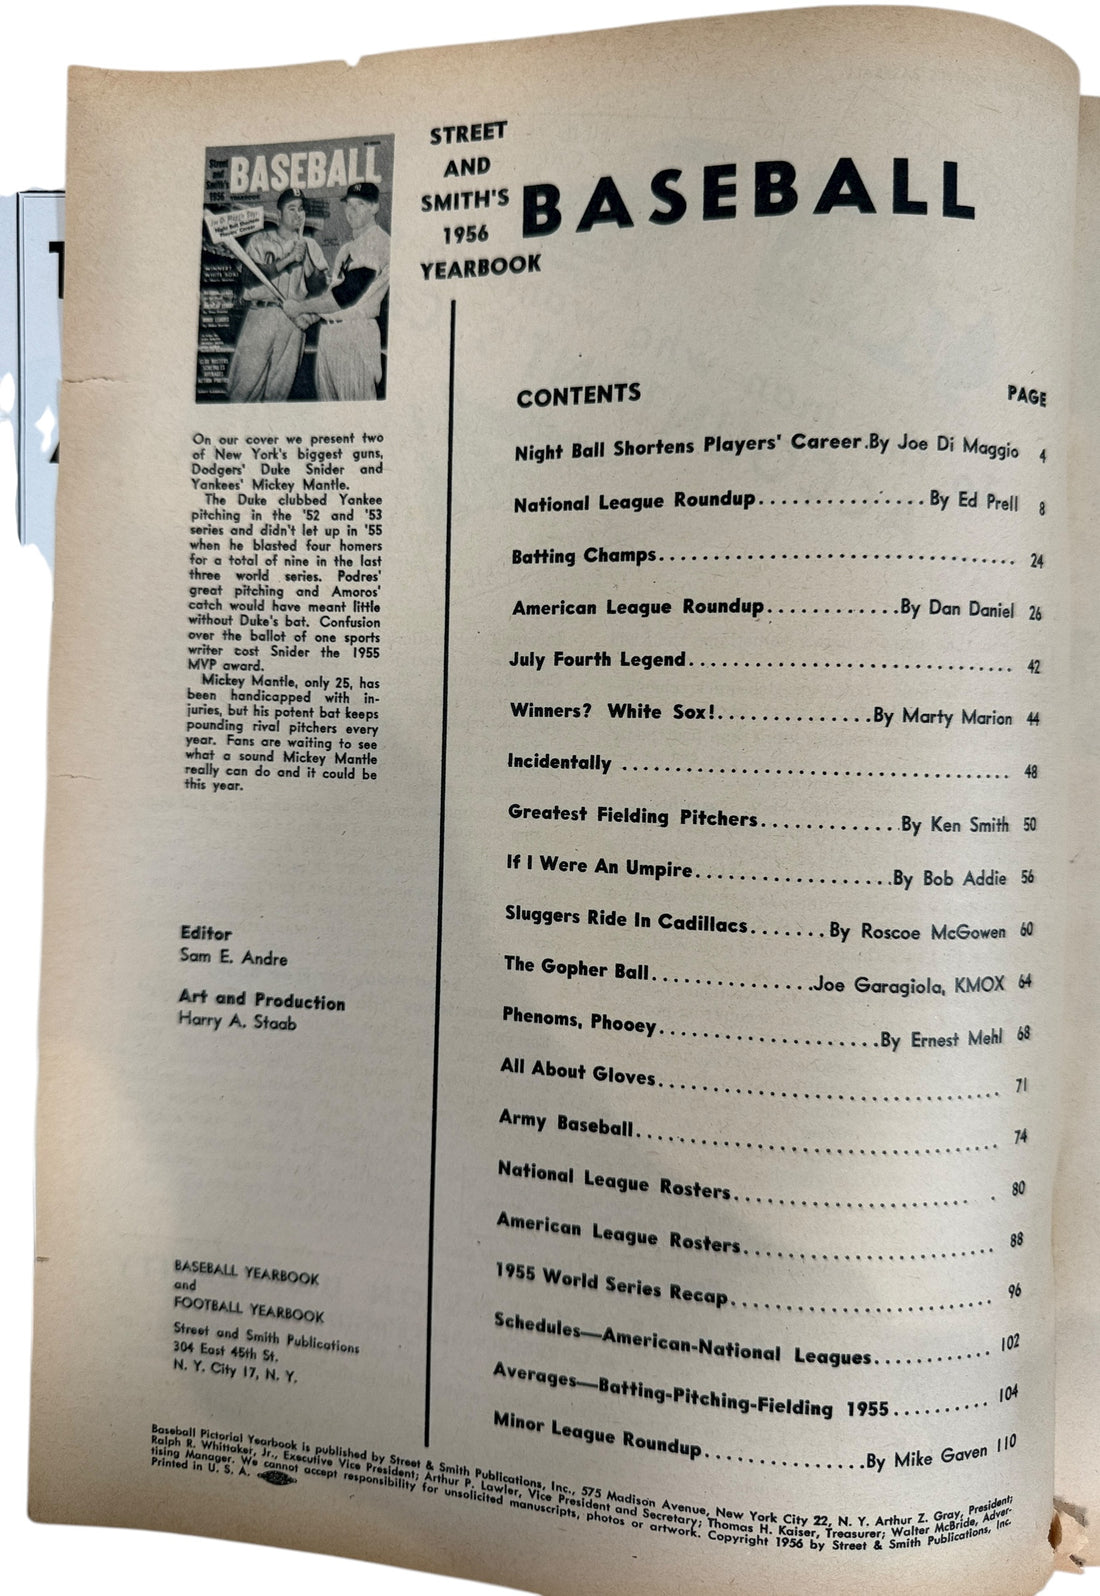 STREET
AND
SMITH'S
1956
YEARBOOK
BASEBALL
Street
and
Smith's
1956
BASEBALL
YEARBOOK
On our cover we present two
of New York's biggest guns,
Dodgers' Duke Snider and
Yankees' Mickey Mantle.
The Duke clubbed Yankee
pitching in the '52 and '53
series and didn't let up in '55
when he blasted four homers
for a total of nine in the last
three world series. Podres'
great pitching and Amoros'
catch would have meant little
without Duke's bat. Confusion
over the ballot of one sports
writer cost Snider the 1955
MVP award.
Mickey Mantle, only 25, has
been handicapped with in-
juries, but his potent bat keeps
pounding rival pitchers every
year. Fans are waiting to see
what a sound Mickey Mantle
really can do and it could be
this year.
Editor
Sam E. Andre
Art and Production
Harry A. Staab
BASEBALL YEARBOOK
and
FOOTBALL YEARBOOK
Street and Smith Publications
304 East 45th St.
N. Y. City 17, N. Y.
CONTENTS PAGE
Night Ball Shortens Players' Career.By Joe Di Maggio 4
National League Roundup................By Ed Prell 8
Batting Champs.................................... 24
American League Roundup............By Dan Daniel 26
July Fourth Legend............................... 42
Winners? White Sox!..............By Marty Marion 44
Incidentally .................................... 48
Greatest Fielding Pitchers............By Ken Smith 50
If I Were An Umpire..................By Bob Addie 56
Sluggers Ride In Cadillacs.......By Roscoe McGowen 60
The Gopher Ball..............Joe Garagiola, KMOX 64
Phenoms, Phooey....................By Ernest Mehl 68
All About Gloves................................ 71
Army Baseball................................... 74
National League Rosters........................ 80
American League Rosters....................... 88
1955 World Series Recap........................ 96
Schedules—American-National Leagues........... 102
Averages—Batting-Pitching-Fielding 1955.......... 104
Minor League Roundup...............By Mike Gaven 110
Baseball Pictorial Yearbook is published by Street & Smith Publications, Inc., 575 Madison Avenue, New York City 22, N. Y. Arthur Z. Gray, President;
Ralph R. Whittaker, Jr., Executive Vice President; Arthur P. Lawler, Vice President and Secretary; Thomas H. Kaiser, Treasurer; Walter McBride, Adver-
tising Manager. We cannot accept responsibility for unsolicited manuscripts, photos or artwork. Copyright 1956 by Street & Smith Publications, Inc.
Printed in U. S. A.